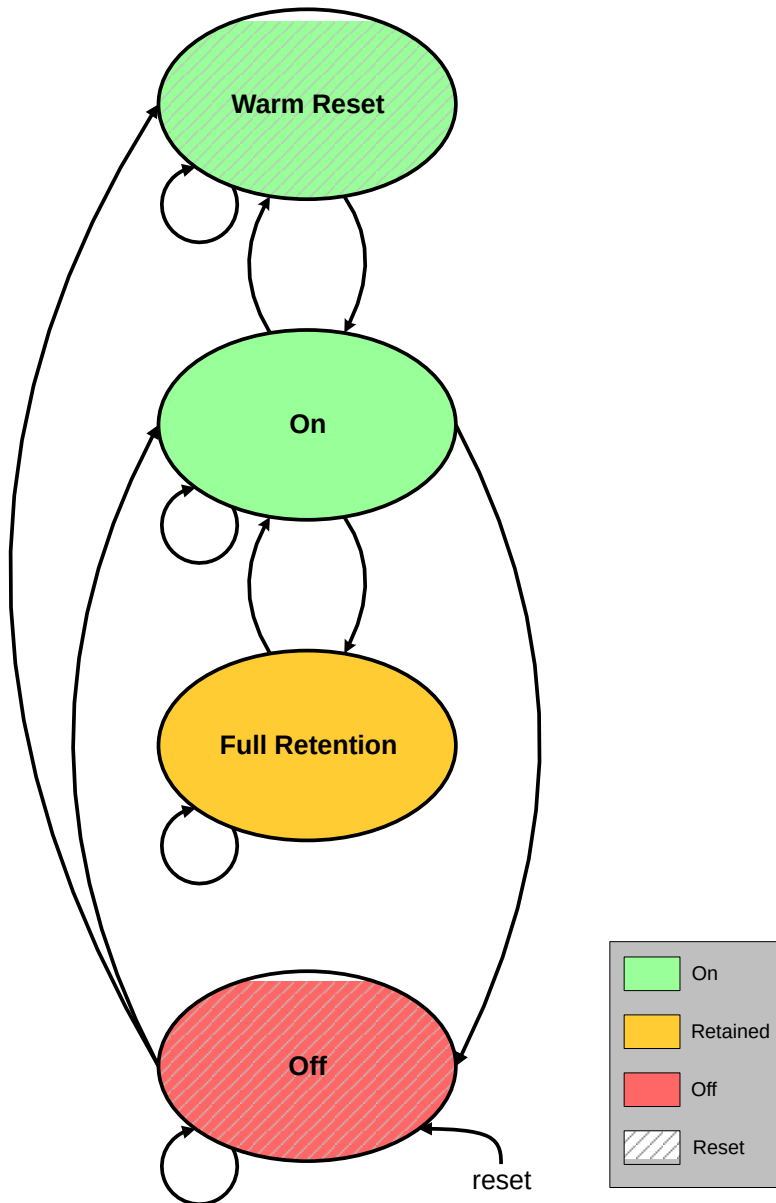 Warm Reset
On
Full Retention
Off
reset
On
Retained
Off
Reset